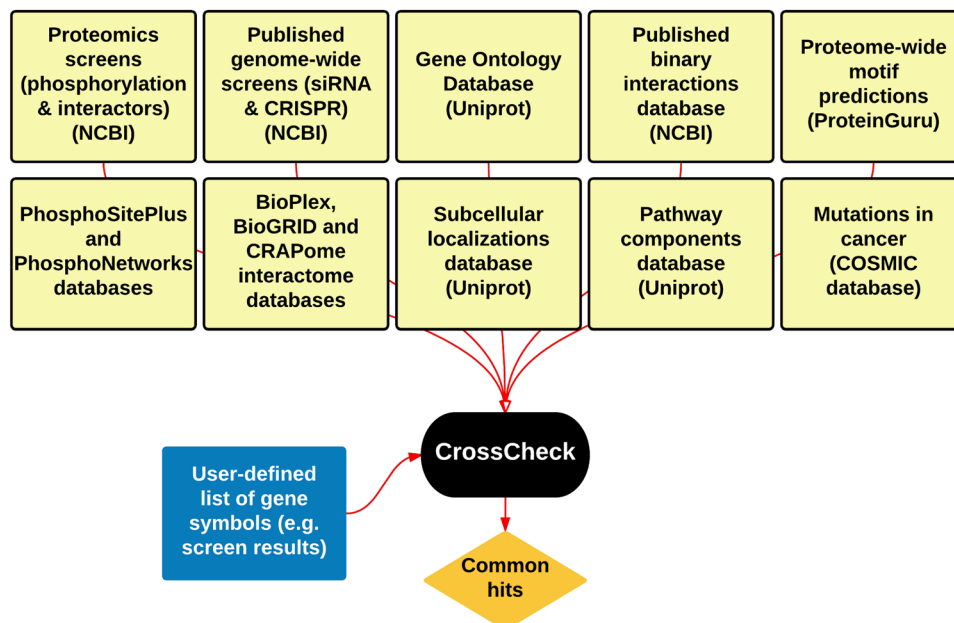 Proteomics
screens
(phosphorylation
& interactors)
(NCBI)
Published
genome-wide
screens (siRNA
& CRISPR)
(NCBI)
Gene Ontology
Database
(Uniprot)
Published
binary
interactions
database
(NCBI)
Proteome-wide
motif
predictions
(ProteinGuru)
PhosphoSitePlus
and
PhosphoNetworks
databases
BioPlex,
BioGRID and
CRAPome
interactome
databases
Subcellular
localizations
database
(Uniprot)
Pathway
components
database
(Uniprot)
Mutations in
cancer
(COSMIC
database)
CrossCheck
User-defined
list of gene
symbols (e.g.
screen results)
Common
hits